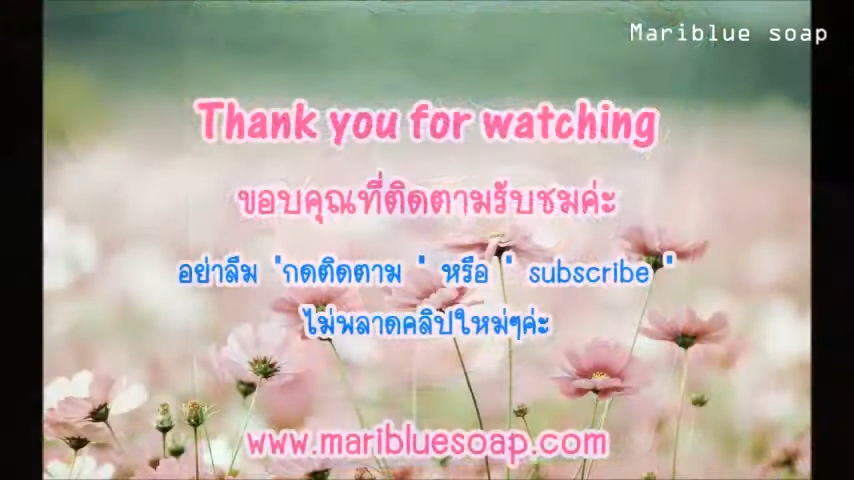 Mariblue soap
Thank you for watching
ขอบคุณที่ติดตามรับชมค่ะ
อย่าลืม "กดติดตาม " หรือ " subscribe "
ไม่พลาดคลิปใหม่ๆค่ะ
www.maribluesoap.com